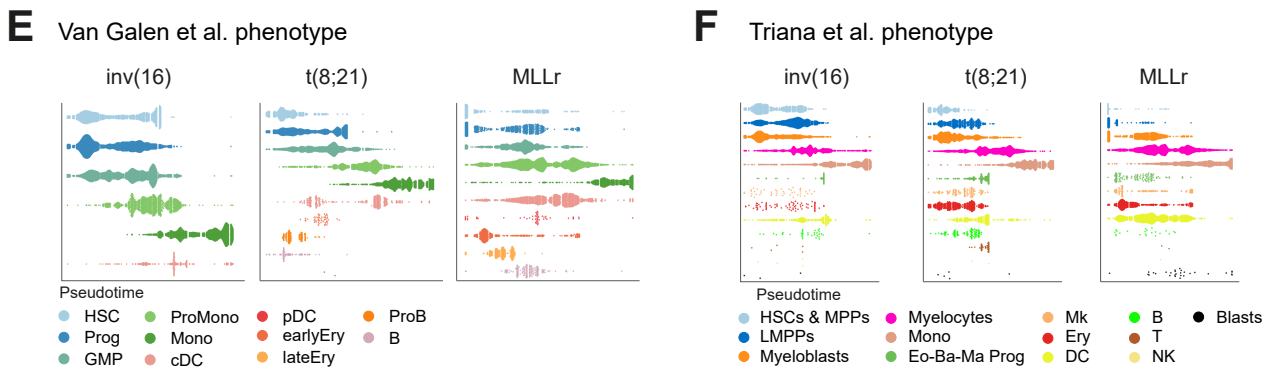 E Van Galen et al. phenotype
inv(16) t(8;21) MLLr
Pseudotime
HSC ProMono pDC ProB
Prog Mono earlyEry B
GMP cDC lateEry
F Triana et al. phenotype
inv(16) t(8;21) MLLr
Pseudotime
HSCs & MPPs Myelocytes Mk B Blasts
LMPPs Mono Ery T
Myeloblasts Eo-Ba-Ma Prog DC NK